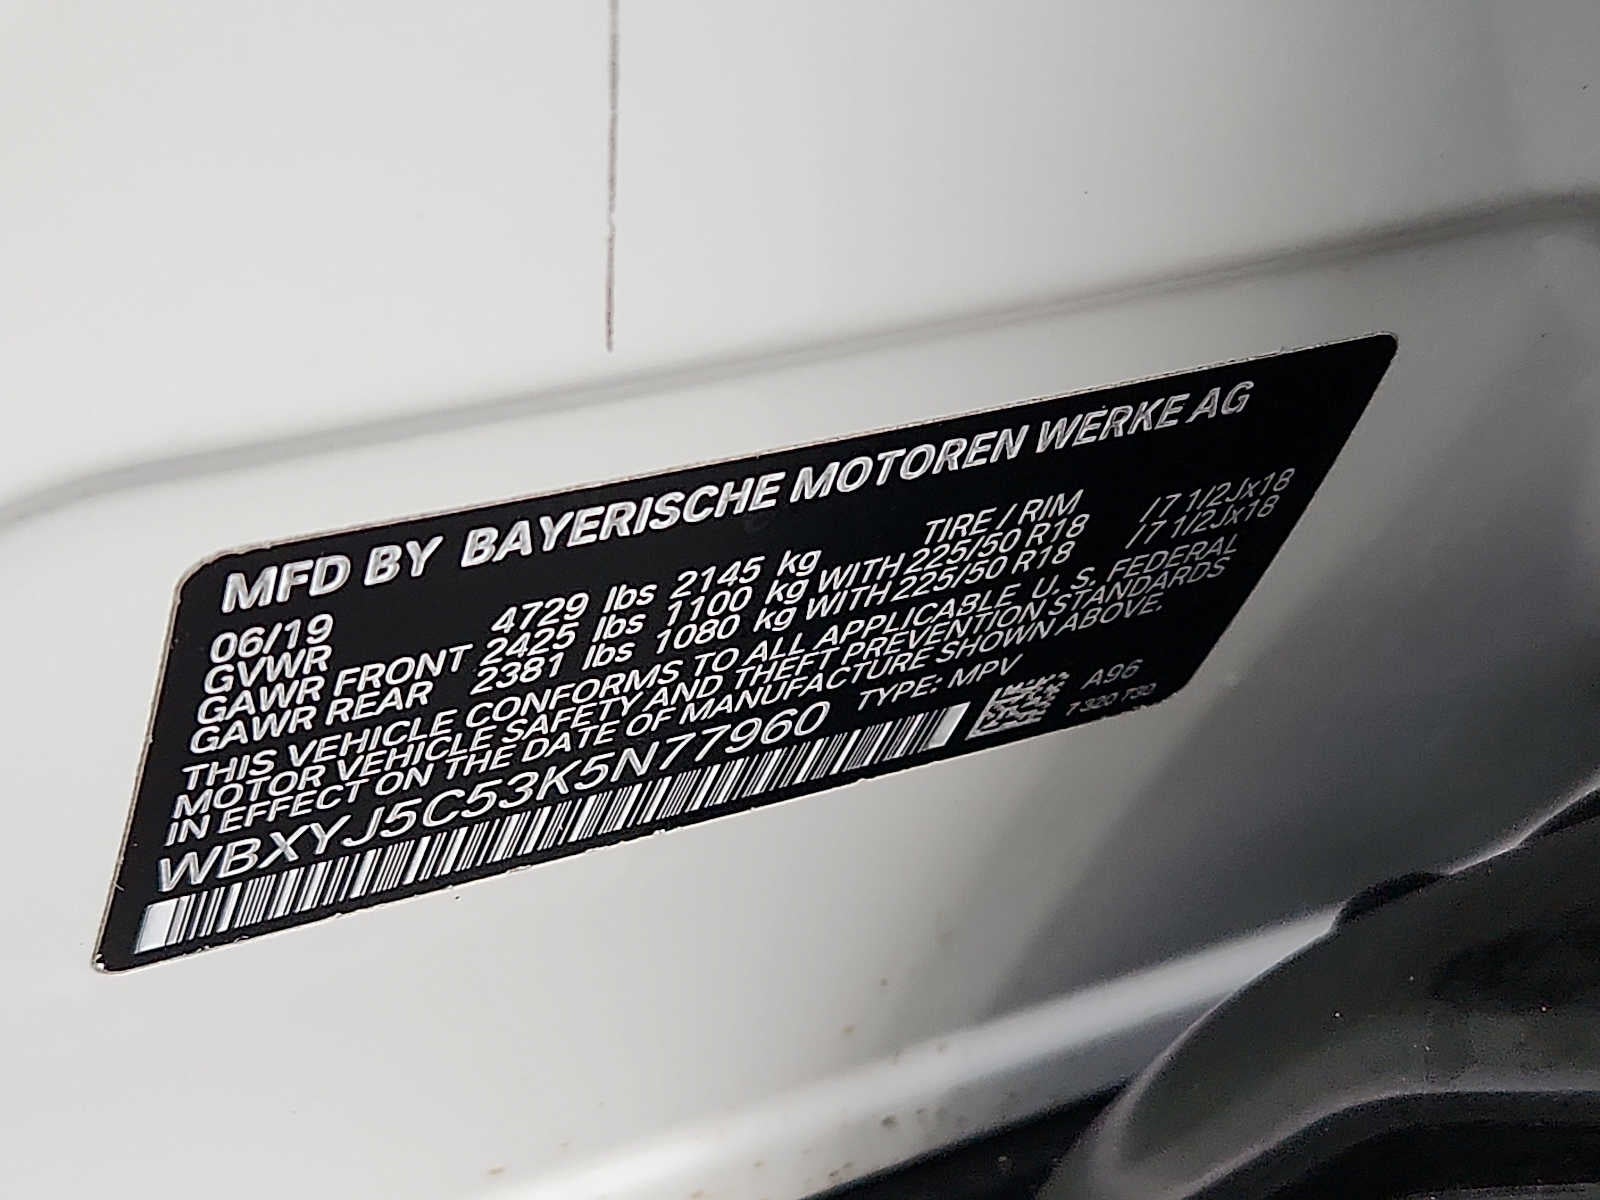 MFD BY BAYERISCHE MOTOREN WERKE AG
06/19 TIRE / RIM
GVWR 4729 lbs 2145 kg
GAWR FRONT 2425 lbs 1100 kg WITH 225/50 R18 /7 1/2Jx18
GAWR REAR 2381 lbs 1080 kg WITH 225/50 R18 /7 1/2Jx18
THIS VEHICLE CONFORMS TO ALL APPLICABLE U. S. FEDERAL
MOTOR VEHICLE SAFETY AND THEFT PREVENTION STANDARDS
IN EFFECT ON THE DATE OF MANUFACTURE SHOWN ABOVE.
WBXYJ5C53K5N77960 TYPE: MPV
A96
7320 730